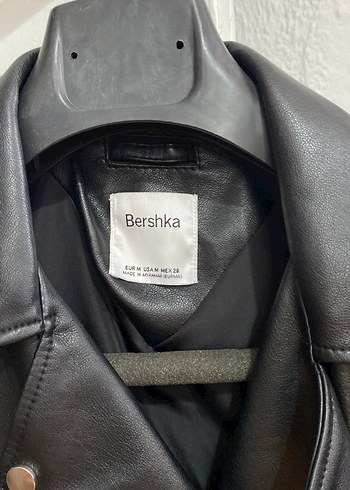 Bershka
EUR M USA M MEX 28
MADE IN MYANMAR (BURMA)